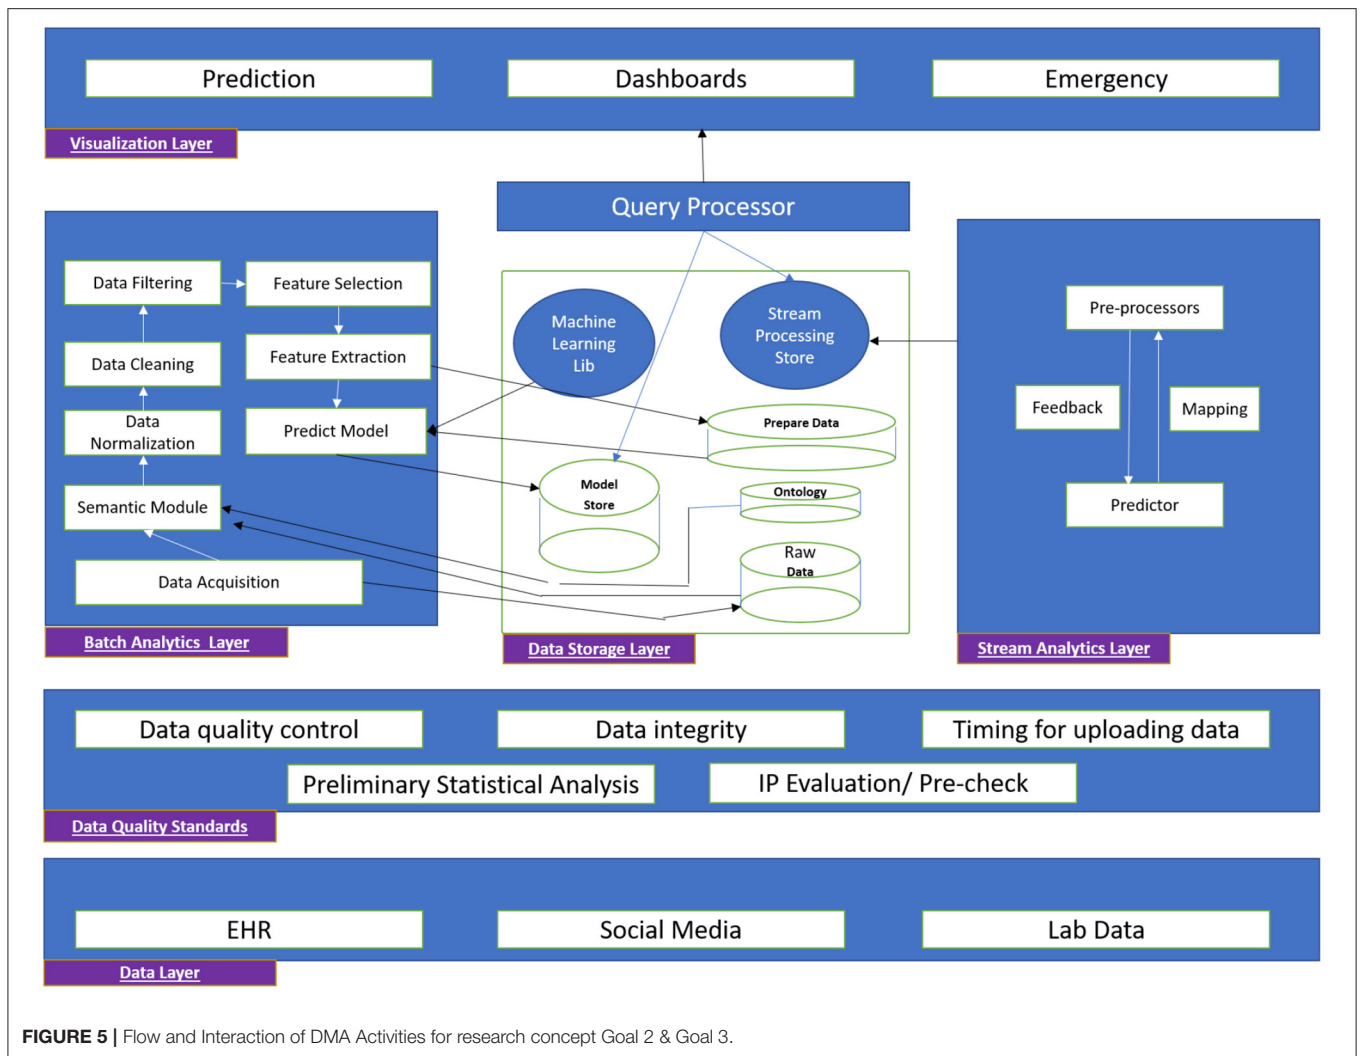 Prediction
Dashboards
Emergency
Visualization Layer
Query Processor
Data Filtering
Feature Selection
Data Cleaning
Feature Extraction
Data
Normalization
Predict Model
Semantic Module
Data Acquisition
Batch Analytics Layer
Machine
Learning
Lib
Stream
Processing
Store
Prepare Data
Model
Store
Ontology
Raw
Data
Data Storage Layer
Pre-processors
Feedback
Mapping
Predictor
Stream Analytics Layer
Data quality control
Data integrity
Timing for uploading data
Preliminary Statistical Analysis
IP Evaluation/ Pre-check
Data Quality Standards
EHR
Social Media
Lab Data
Data Layer
FIGURE 5 | Flow and Interaction of DMA Activities for research concept Goal 2 & Goal 3.